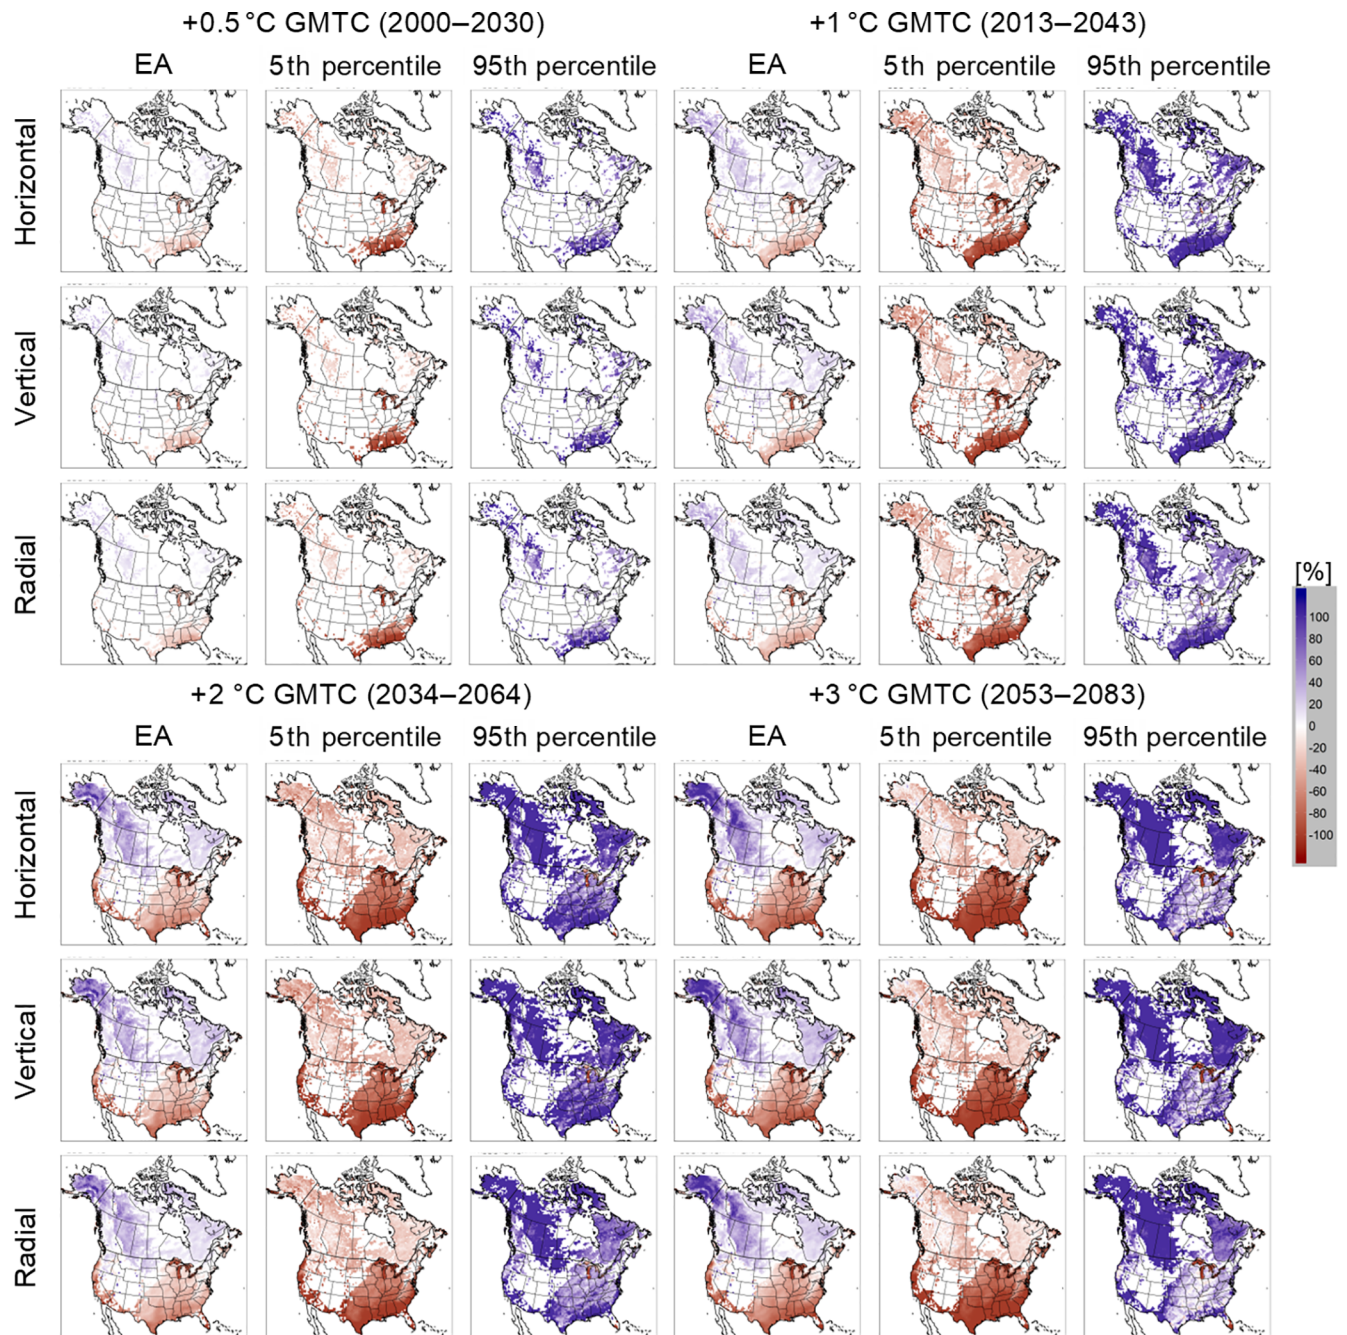 +0.5 °C GMTC (2000–2030) +1 °C GMTC (2013–2043)
EA 5th percentile 95th percentile EA 5th percentile 95th percentile
Horizontal
Vertical
Radial
[%]
100
80
60
40
20
0
-20
-40
-60
-80
-100
+2 °C GMTC (2034–2064) +3 °C GMTC (2053–2083)
EA 5th percentile 95th percentile EA 5th percentile 95th percentile
Horizontal
Vertical
Radial